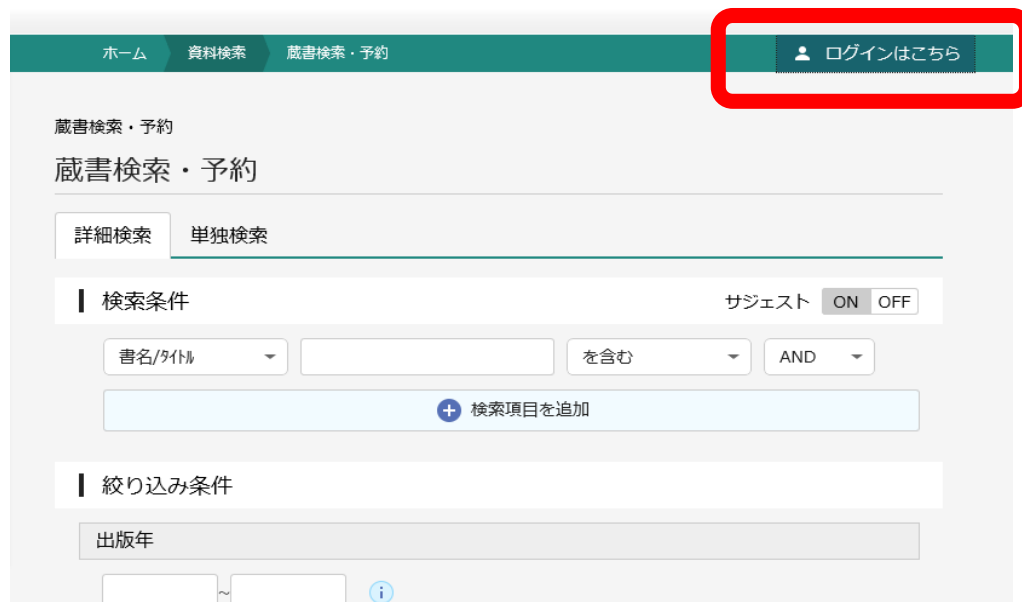 ホーム 資料検索 蔵書検索・予約 ログインはこちら
蔵書検索・予約
蔵書検索・予約
詳細検索 単独検索
検索条件 サジェスト ON OFF
書名/ﾀｲﾄﾙ を含む AND
検索項目を追加
絞り込み条件
出版年
~